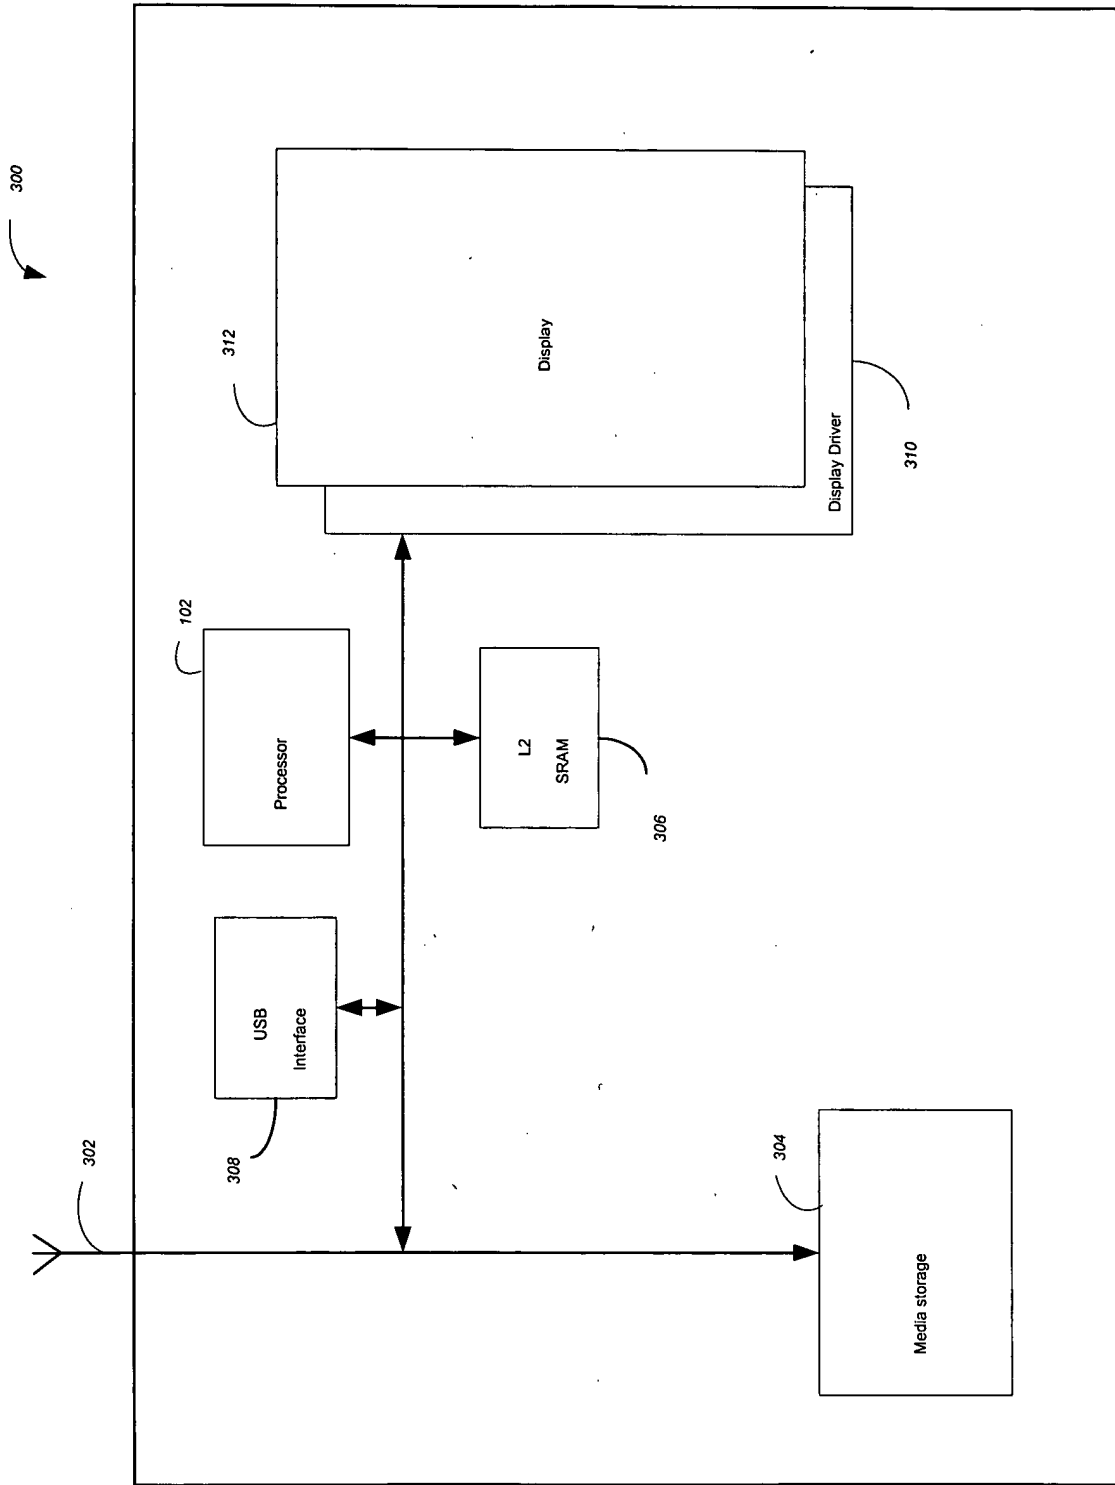 300
302
304
Media storage
308
USB
Interface
102
Processor
L2
SRAM
306
312
Display
Display Driver
310